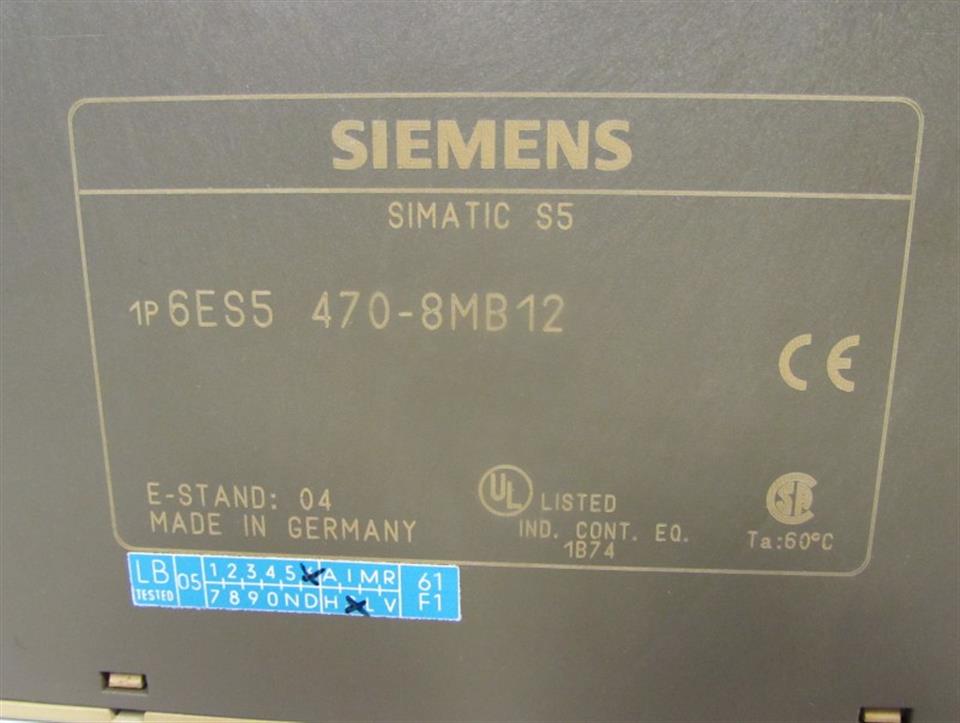 SIEMENS
SIMATIC S5
1P 6ES5 470-8MB12
CE
E-STAND: 04
MADE IN GERMANY
UL LISTED
IND. CONT. EQ.
1B74
Ta:60°C
LB TESTED
05
1 2 3 4 5 A I M R
7 8 9 0 N D H L V
61
F1